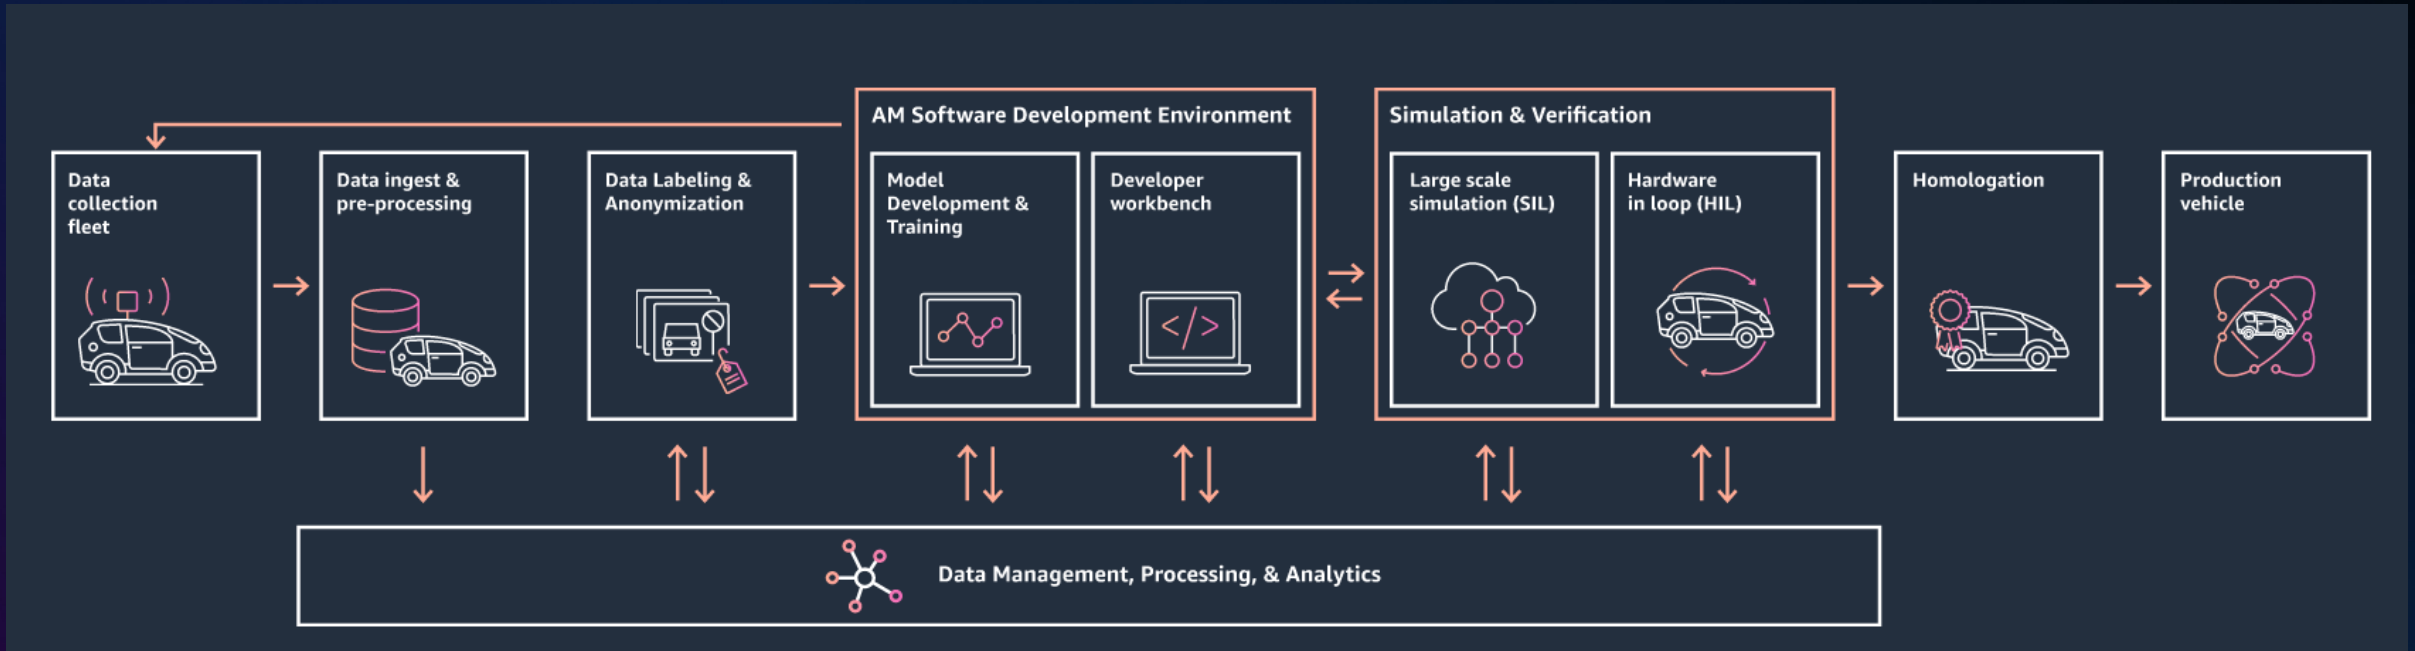 AM Software Development Environment
Simulation & Verification
Data
collection
fleet
Data ingest &
pre-processing
Data Labeling &
Anonymization
Model
Development &
Training
Developer
workbench
</>
Large scale
simulation (SIL)
Hardware
in loop (HIL)
Homologation
Production
vehicle
Data Management, Processing, & Analytics